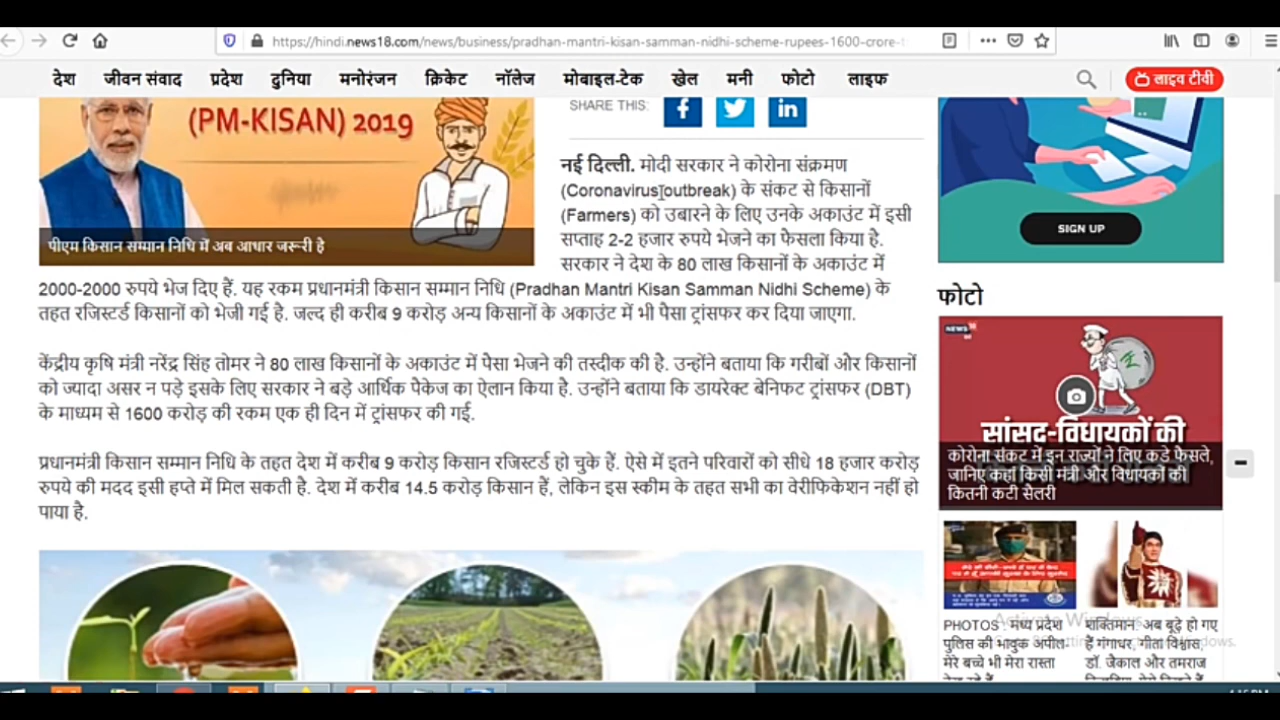 https://hindi.news18.com/news/business/pradhan-mantri-kisan-samman-nidhi-scheme-rupees-1600-crore-t
देश जीवन संवाद प्रदेश दुनिया मनोरंजन क्रिकेट नॉलेज मोबाइल-टेक खेल मनी फोटो लाइफ लाइव टीवी
(PM-KISAN) 2019
पीएम किसान सम्मान निधि में अब आधार जरूरी है
SHARE THIS:
नई दिल्ली. मोदी सरकार ने कोरोना संक्रमण
(Coronavirus outbreak) के संकट से किसानों
(Farmers) को उबारने के लिए उनके अकाउंट में इसी
सप्ताह 2-2 हजार रुपये भेजने का फैसला किया है.
सरकार ने देश के 80 लाख किसानों के अकाउंट में
2000-2000 रुपये भेज दिए हैं. यह रकम प्रधानमंत्री किसान सम्मान निधि (Pradhan Mantri Kisan Samman Nidhi Scheme) के
तहत रजिस्टर्ड किसानों को भेजी गई है. जल्द ही करीब 9 करोड़ अन्य किसानों के अकाउंट में भी पैसा ट्रांसफर कर दिया जाएगा.
केंद्रीय कृषि मंत्री नरेंद्र सिंह तोमर ने 80 लाख किसानों के अकाउंट में पैसा भेजने की तस्दीक की है. उन्होंने बताया कि गरीबों और किसानों
को ज्यादा असर न पड़े इसके लिए सरकार ने बड़े आर्थिक पैकेज का ऐलान किया है. उन्होंने बताया कि डायरेक्ट बेनिफट ट्रांसफर (DBT)
के माध्यम से 1600 करोड़ की रकम एक ही दिन में ट्रांसफर की गई.
प्रधानमंत्री किसान सम्मान निधि के तहत देश में करीब 9 करोड़ किसान रजिस्टर्ड हो चुके हैं. ऐसे में इतने परिवारों को सीधे 18 हजार करोड़
रुपये की मदद इसी हफ्ते में मिल सकती है. देश में करीब 14.5 करोड़ किसान हैं, लेकिन इस स्कीम के तहत सभी का वेरीफिकेशन नहीं हो
पाया है.
SIGN UP
फोटो
NEWS 18
सांसद-विधायकों की
कोरोना संकट में इन राज्यों ने लिए कड़े फैसले,
जानिए कहां किसी मंत्री और विधायकों की
कितनी कटी सैलरी
PHOTOS : मध्य प्रदेश
पुलिस की भावुक अपील-
मेरे बच्चे भी मेरा रास्ता
शक्तिमान: अब बूढ़े हो गए
हैं गंगाधर, गीता विश्वास,
डॉ. जैकाल और तमराज
Activate Windows